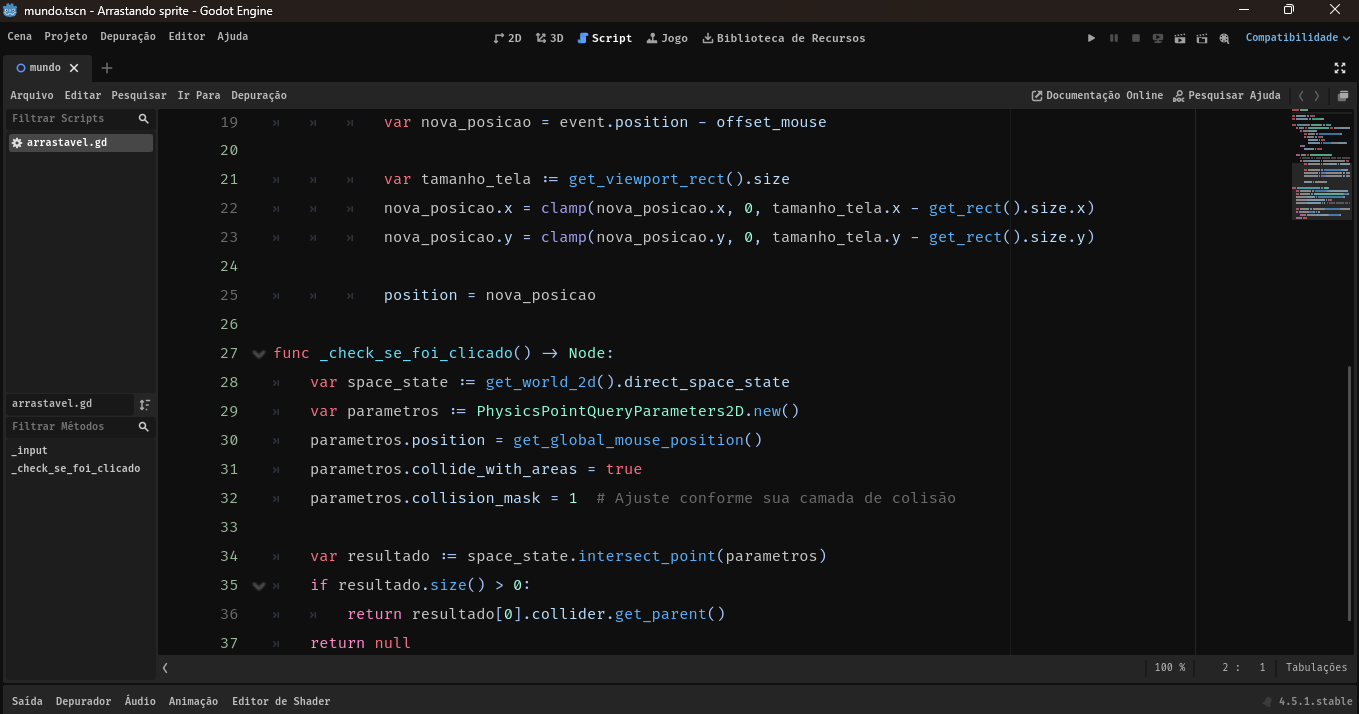 mundo.tscn - Arrastando sprite - Godot Engine
Cena Projeto Depuração Editor Ajuda
2D 3D Script Jogo Biblioteca de Recursos
Compatibilidade
mundo
Arquivo Editar Pesquisar Ir Para Depuração
Documentação Online Pesquisar Ajuda
Filtrar Scripts
arrastavel.gd
arrastavel.gd
Filtrar Métodos
_input
_check_se_foi_clicado
19 var nova_posicao = event.position - offset_mouse
20
21 var tamanho_tela := get_viewport_rect().size
22 nova_posicao.x = clamp(nova_posicao.x, 0, tamanho_tela.x - get_rect().size.x)
23 nova_posicao.y = clamp(nova_posicao.y, 0, tamanho_tela.y - get_rect().size.y)
24
25 position = nova_posicao
26
27 func _check_se_foi_clicado() -> Node:
28 var space_state := get_world_2d().direct_space_state
29 var parametros := PhysicsPointQueryParameters2D.new()
30 parametros.position = get_global_mouse_position()
31 parametros.collide_with_areas = true
32 parametros.collision_mask = 1  # Ajuste conforme sua camada de colisão
33
34 var resultado := space_state.intersect_point(parametros)
35 if resultado.size() > 0:
36 return resultado[0].collider.get_parent()
37 return null
100 % 2 : 1 Tabulações
Saída Depurador Áudio Animação Editor de Shader
4.5.1.stable